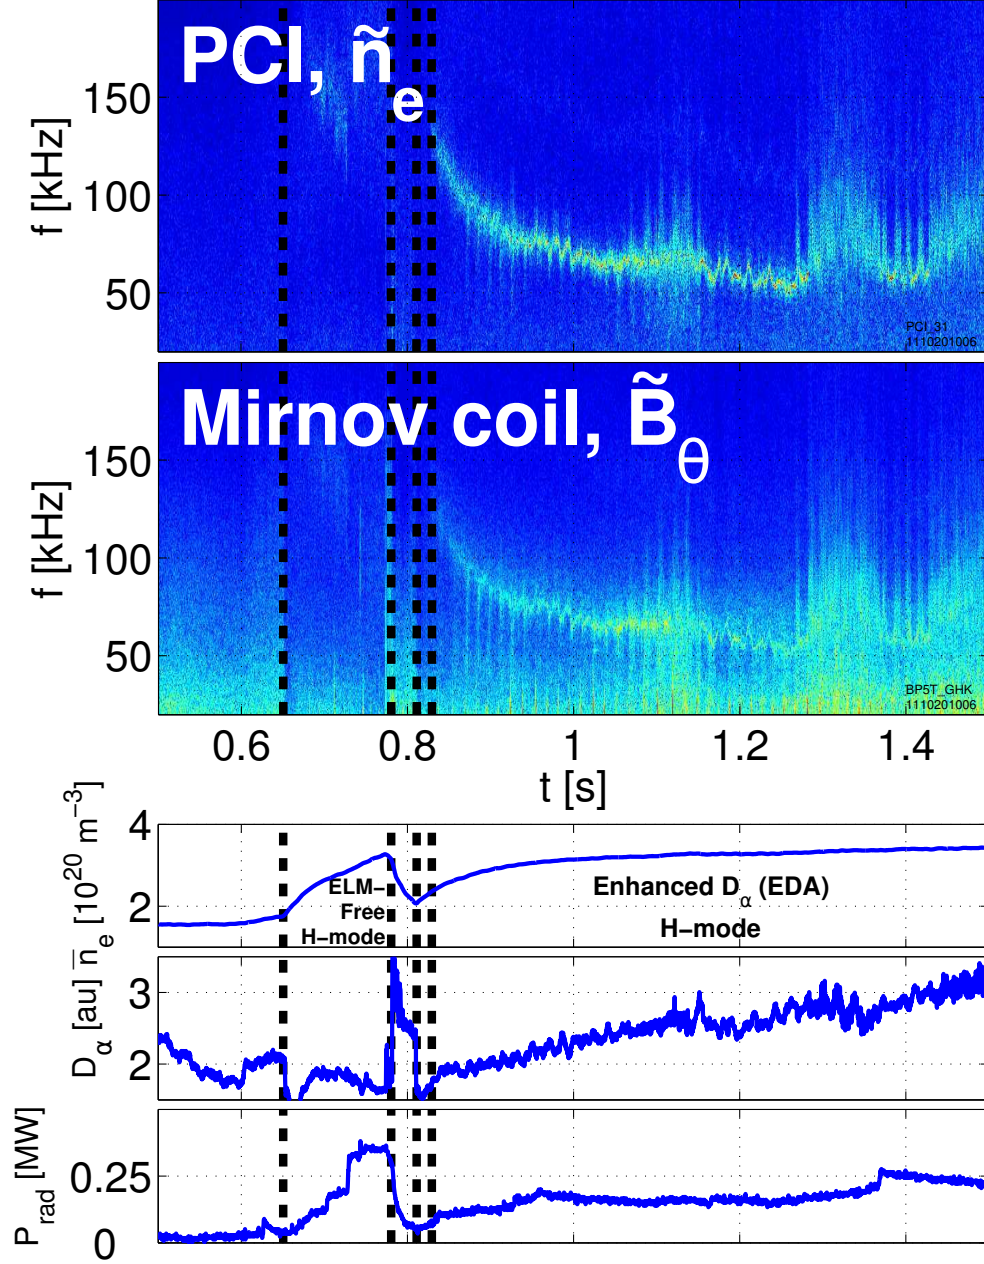 PCI, ñe
f [kHz]
150
100
50
PCI_31
1110201006
Mirnov coil, B̃θ
f [kHz]
150
100
50
BP5T_GHK
1110201006
0.6 0.8 1 1.2 1.4
t [s]
n̅e [10²⁰ m⁻³]
4
2
ELM−
Free
H−mode
Enhanced Dα (EDA)
H−mode
Dα [au]
3
2
Prad [MW]
0.25
0